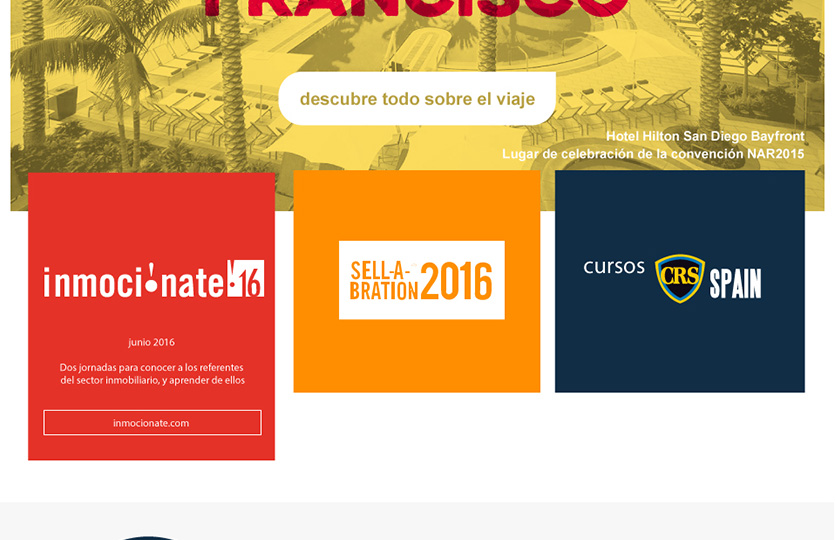 FRANCISCO
descubre todo sobre el viaje
Hotel Hilton San Diego Bayfront
Lugar de celebración de la convención NAR2015
inmoci!nate!16
junio 2016
Dos jornadas para conocer a los referentes
del sector inmobiliario, y aprender de ellos
inmocionate.com
SELL-A-
BRATION 2016
cursos CRS SPAIN